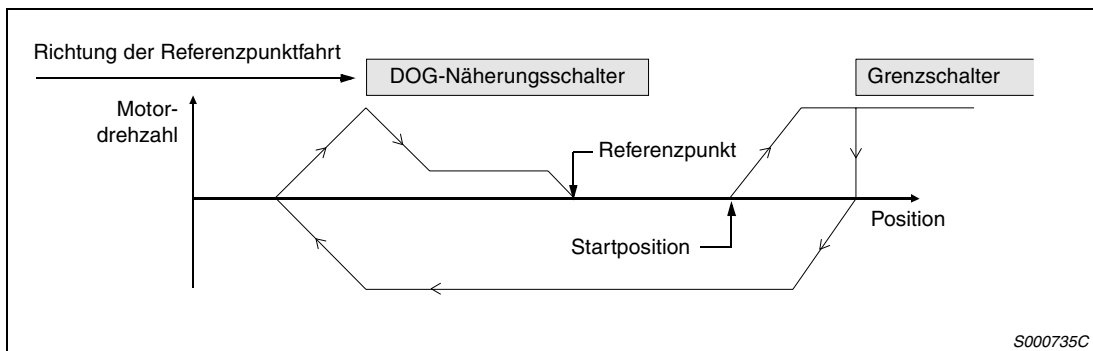 Richtung der Referenzpunktfahrt
DOG-Näherungsschalter
Grenzschalter
Motor-
drehzahl
Referenzpunkt
Position
Startposition
S000735C